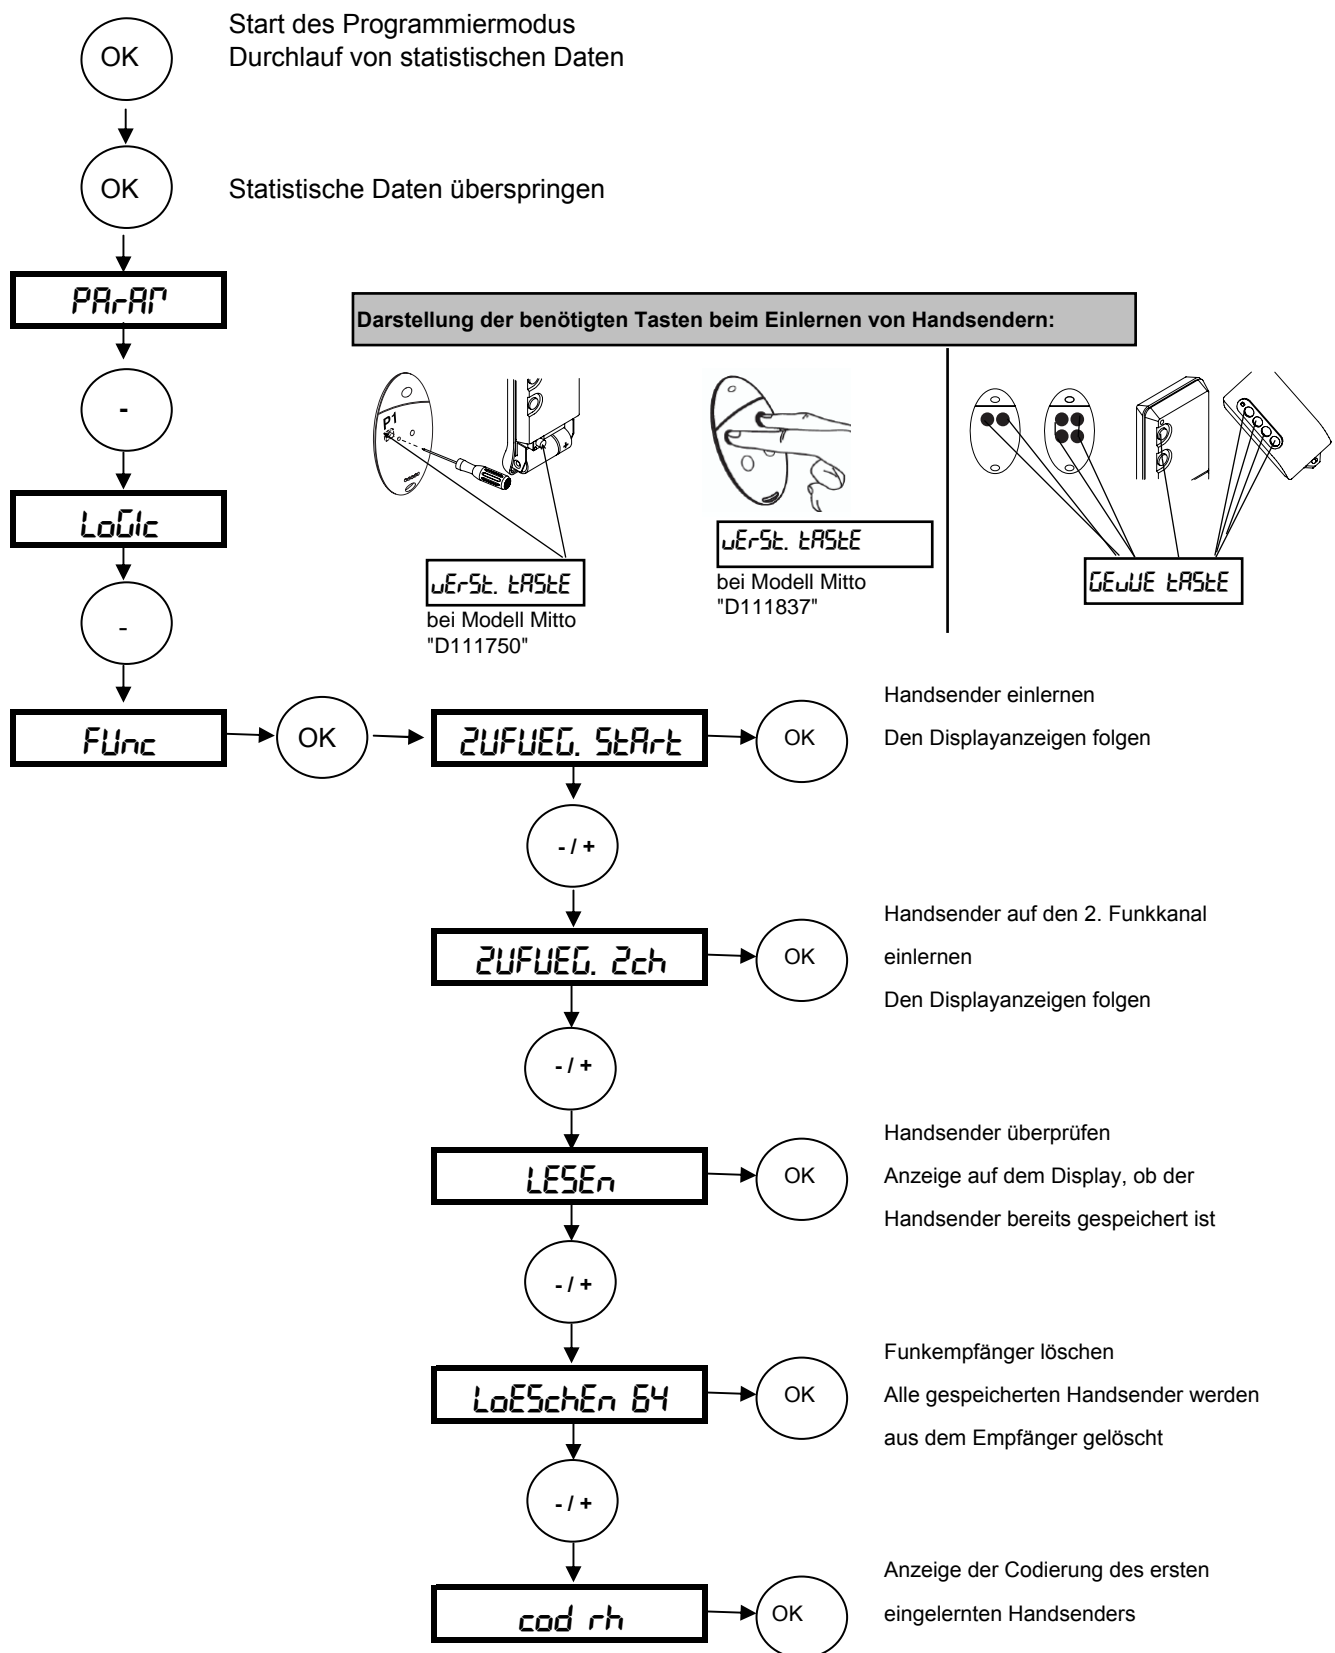 OK
Start des Programmiermodus
Durchlauf von statistischen Daten
OK
Statistische Daten überspringen
PArAM
Darstellung der benötigten Tasten beim Einlernen von Handsendern:
-
P1
+
LoGIc
vErSt. tAStE
bei Modell Mitto
"D111750"
vErSt. tAStE
bei Modell Mitto
"D111837"
GEwUE tAStE
-
FUnc
OK
ZUFUEG. StArt
OK
Handsender einlernen
Den Displayanzeigen folgen
- / +
ZUFUEG. 2ch
OK
Handsender auf den 2. Funkkanal
einlernen
Den Displayanzeigen folgen
- / +
LESEn
OK
Handsender überprüfen
Anzeige auf dem Display, ob der
Handsender bereits gespeichert ist
- / +
LoESchEn 64
OK
Funkempfänger löschen
Alle gespeicherten Handsender werden
aus dem Empfänger gelöscht
- / +
cod rh
OK
Anzeige der Codierung des ersten
eingelernten Handsenders